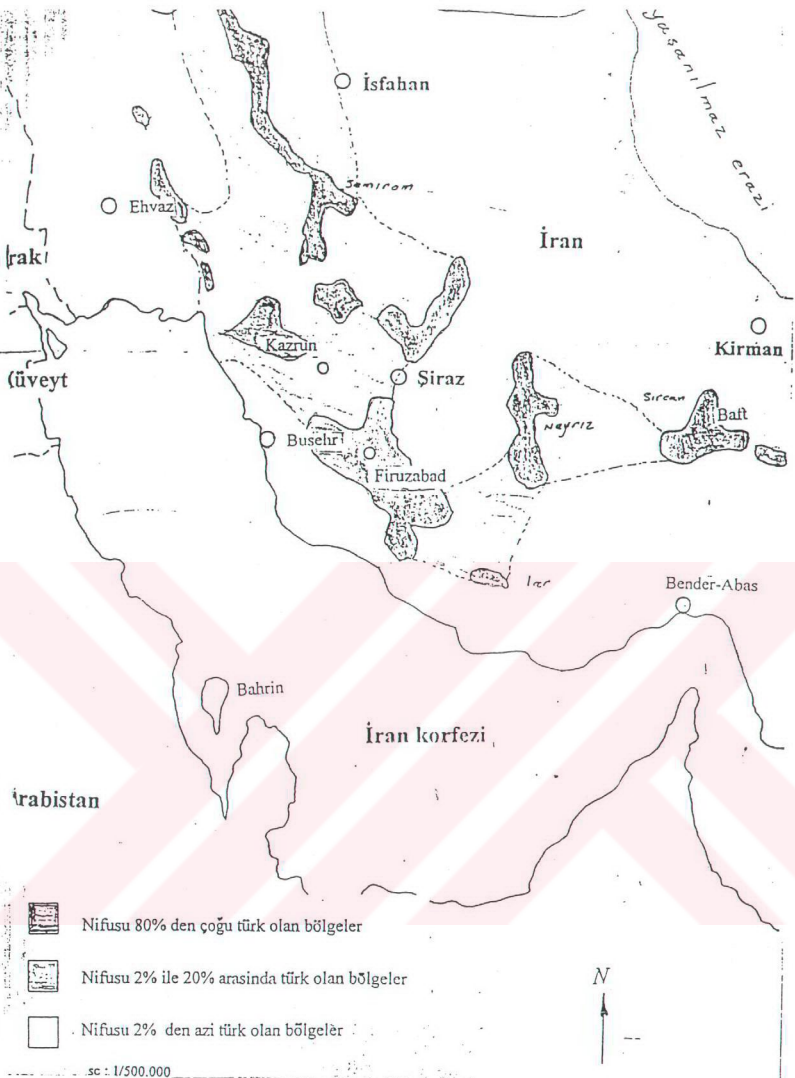 yaşanılmaz erazi
İsfahan
Semirom
Ehvaz
İran
rak
Kazrun
Kirman
üveyt
Şiraz
Sircan
Baft
Neyriz
Busehr
Firuzabad
lar
Bender-Abas
Bahrin
İran korfezi
rabistan
Nifusu 80% den çoğu türk olan bölgeler
Nifusu 2% ile 20% arasinda türk olan bölgeler
N
Nifusu 2% den azi türk olan bölgeler
sc : 1/500.000